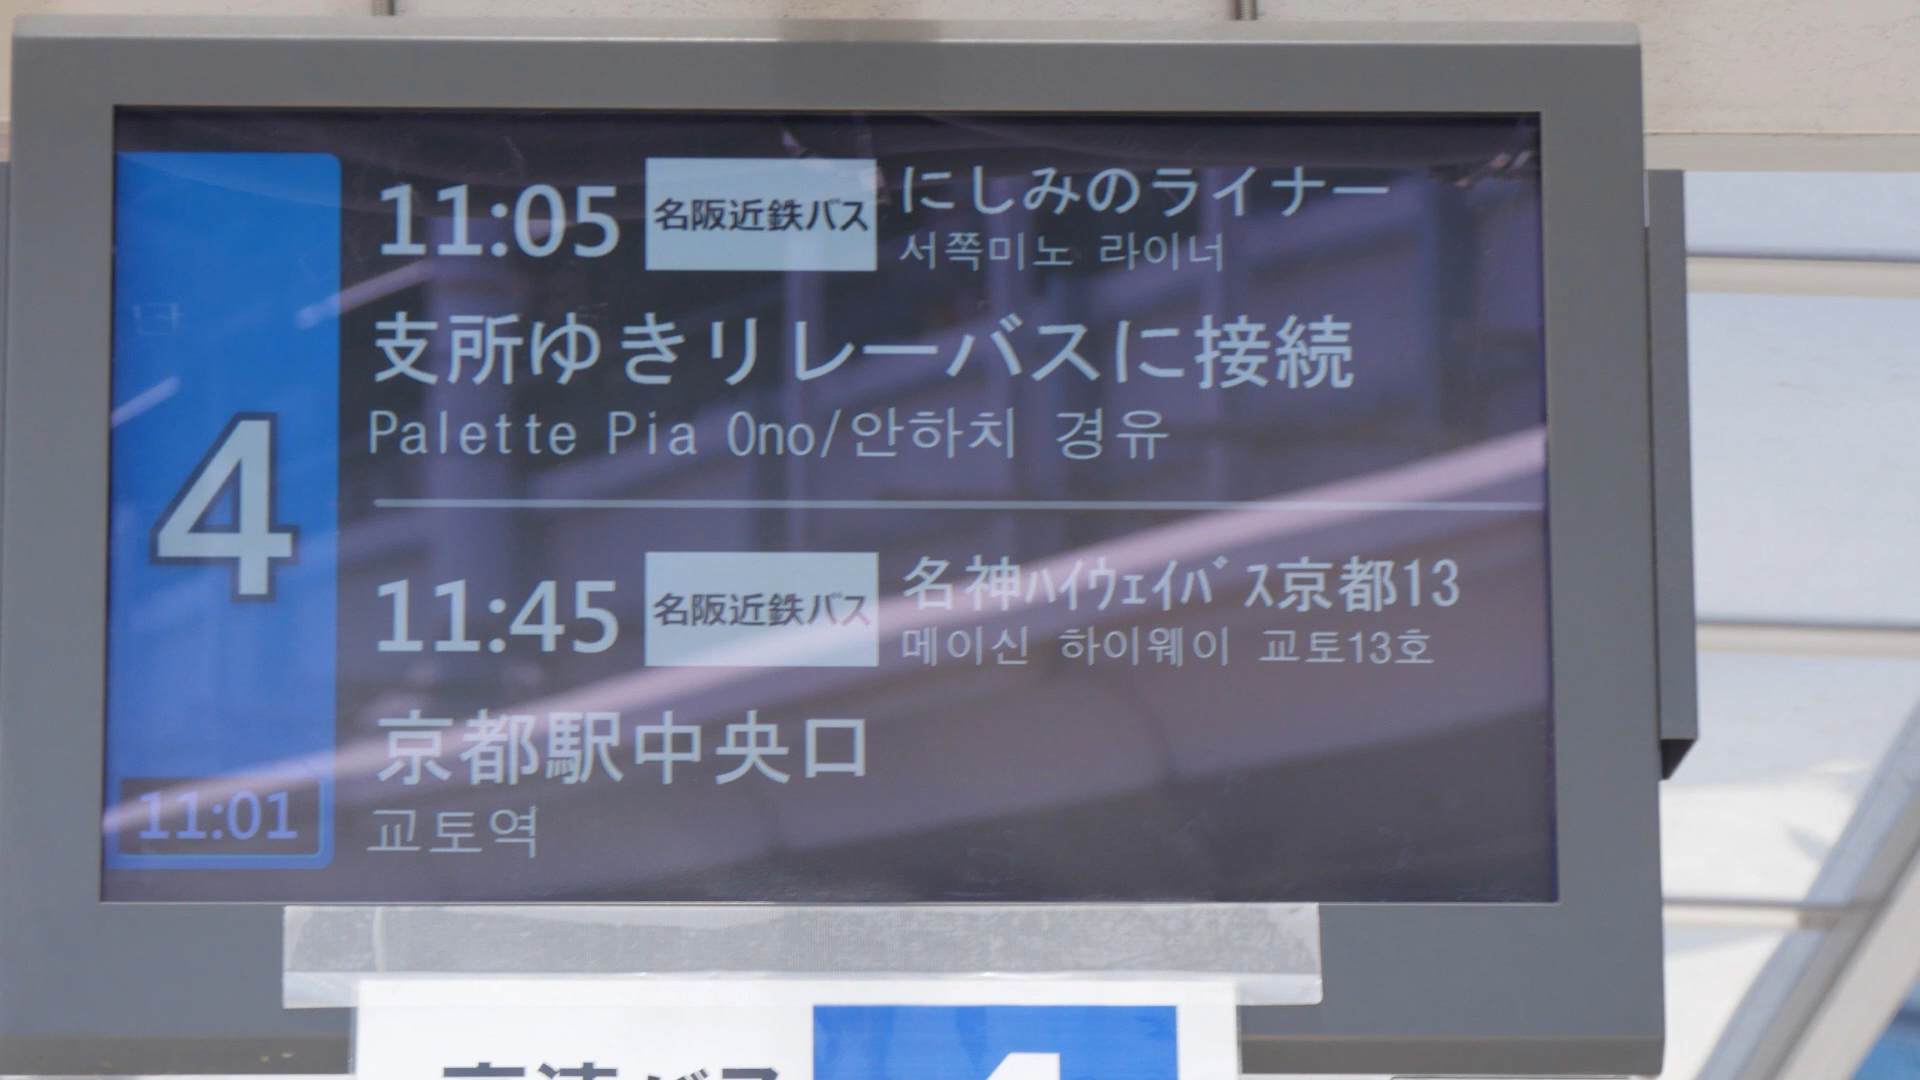 4
11:01
11:05 名阪近鉄バス にしみのライナー
서쪽미노 라이너
支所ゆきリレーバスに接続
Palette Pia Ono/안하치 경유
11:45 名阪近鉄バス 名神ﾊｲｳｪｲﾊﾞｽ京都13
메이신 하이웨이 교토13호
京都駅中央口
교토역